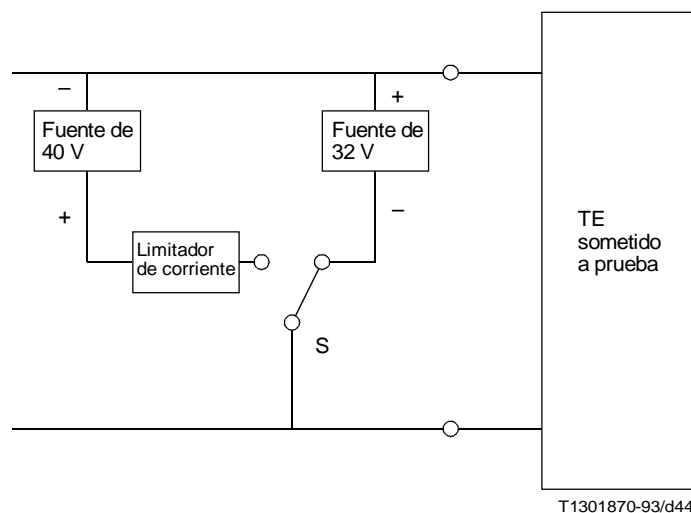 –
+
Fuente de
40 V
Fuente de
32 V
+
–
Limitador
de corriente
S
TE
sometido
a prueba
T1301870-93/d44